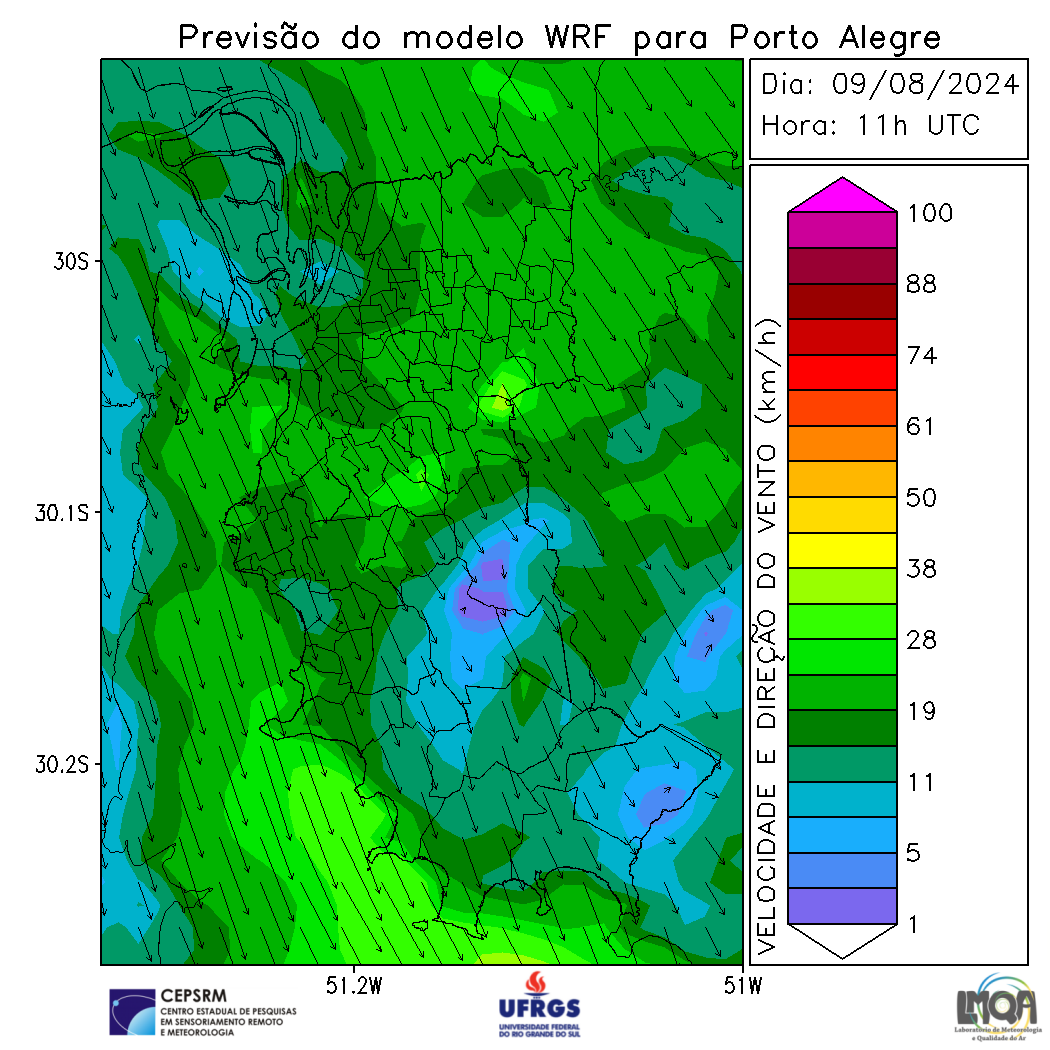 Previsão do modelo WRF para Porto Alegre
Dia: 09/08/2024
Hora: 11h UTC
30S
30.1S
30.2S
51.2W
51W
VELOCIDADE E DIREÇÃO DO VENTO (km/h)
100
88
74
61
50
38
28
19
11
5
1
CEPSRM
CENTRO ESTADUAL DE PESQUISAS
EM SENSORIAMENTO REMOTO
E METEOROLOGIA
UFRGS
UNIVERSIDADE FEDERAL
DO RIO GRANDE DO SUL
LMQA
Laboratório de Meteorologia
e Qualidade do Ar